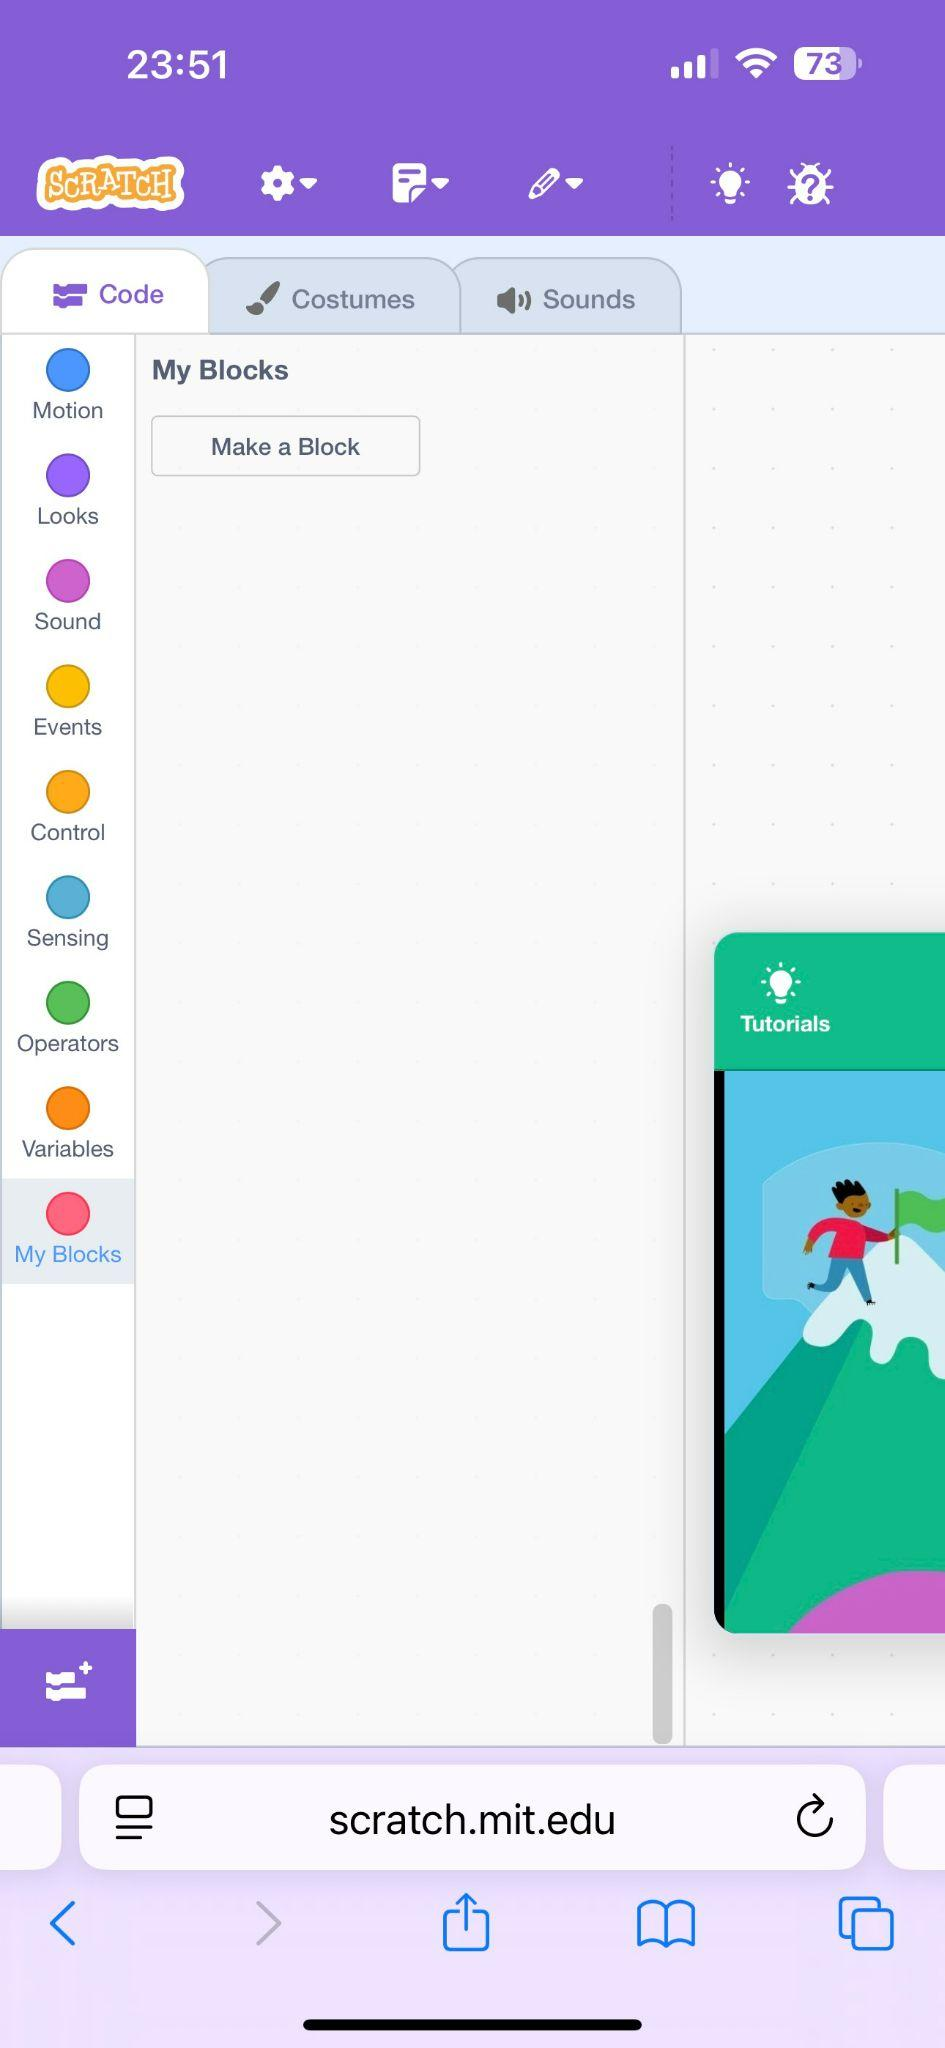 23:51
73
SCRATCH
Code
Costumes
Sounds
My Blocks
Make a Block
Motion
Looks
Sound
Events
Control
Sensing
Operators
Variables
My Blocks
Tutorials
scratch.mit.edu